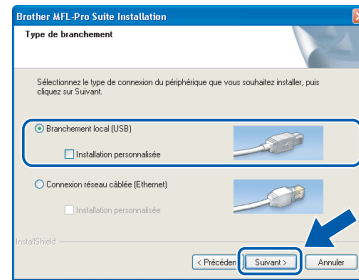 Brother MFL-Pro Suite Installation
Type de branchement
Sélectionnez le type de connexion du périphérique que vous souhaitez installer, puis
cliquez sur Suivant.
Branchement local (USB)
Installation personnalisée
Connexion réseau câblée (Ethernet)
Installation personnalisée
InstallShield
< Précéden Suivant > Annuler